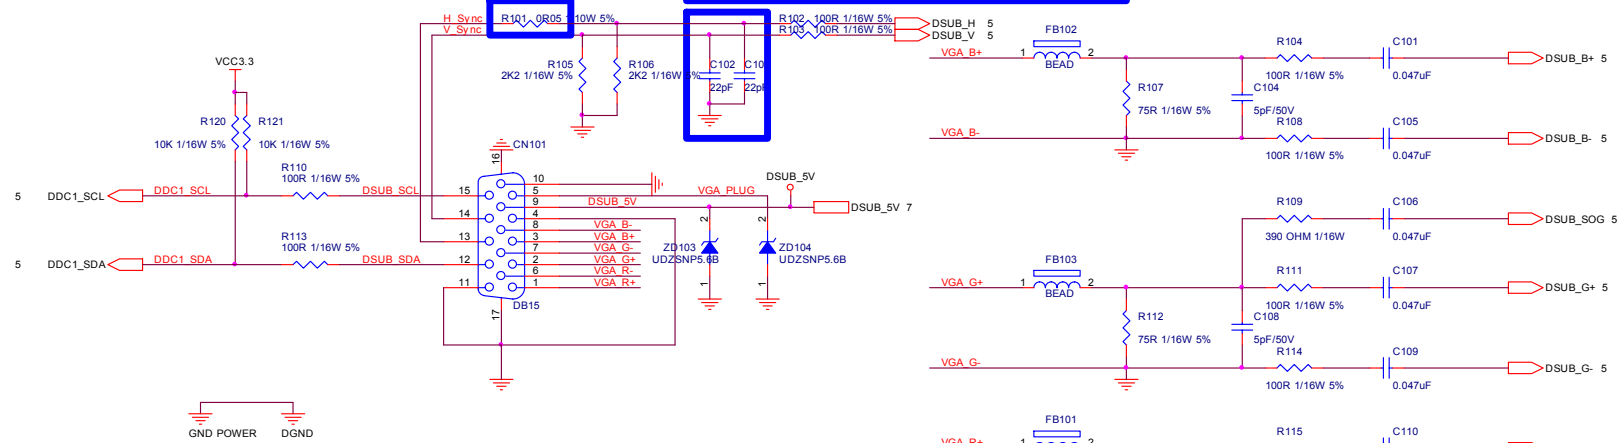 H_Sync
R101 0R05 1/10W 5%
V_Sync
R102 100R 1/16W 5%
R103 100R 1/16W 5%
DSUB_H 5
DSUB_V 5
R105
2K2 1/16W 5%
R106
2K2 1/16W 5%
C102
22pF
22pF
VCC3.3
R120
10K 1/16W 5%
R121
10K 1/16W 5%
R110
100R 1/16W 5%
5 DDC1_SCL
DDC1_SCL
DSUB_SCL
R113
100R 1/16W 5%
5 DDC1_SDA
DDC1_SDA
DSUB_SDA
CN101
16
15
14
13
12
11
17
10
5
9
4
8
3
7
2
6
1
DB15
VGA_PLUG
DSUB_5V
VGA_B-
VGA_B+
VGA_G-
VGA_G+
VGA_R-
VGA_R+
DSUB_5V
DSUB_5V 7
2
ZD103
UDZSNP5.6B
1
2
ZD104
UDZSNP5.6B
1
GND POWER
DGND
FB102
VGA_B+
1
2
BEAD
R107
75R 1/16W 5%
C104
5pF/50V
R104
100R 1/16W 5%
C101
0.047uF
DSUB_B+ 5
VGA_B-
R108
100R 1/16W 5%
C105
0.047uF
DSUB_B- 5
R109
390 OHM 1/16W
C106
0.047uF
DSUB_SOG 5
FB103
VGA_G+
1
2
BEAD
R111
100R 1/16W 5%
C107
0.047uF
DSUB_G+ 5
R112
75R 1/16W 5%
C108
5pF/50V
VGA_G-
R114
100R 1/16W 5%
C109
0.047uF
DSUB_G- 5
FB101
VGA_R+
1
2
R115
C110